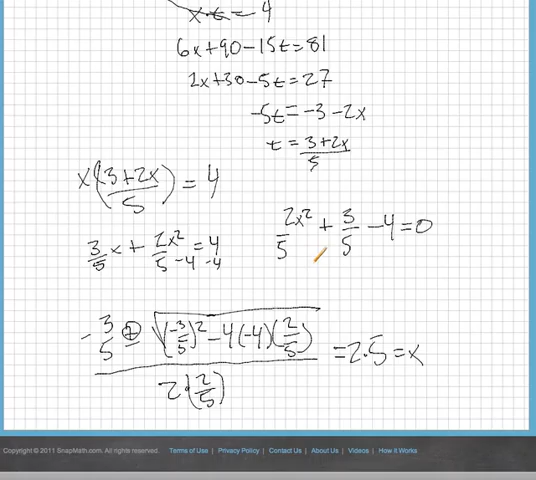 x·t=4
6x+90-15t=81
2x+30-5t=27
-5t=-3-2x
t=3+2x/5
x(3+2x/5)=4
3/5x+2x²/5=4
-4 -4
2x²/5+3/5-4=0
-3/5±√(-3/5)²-4(-4)(2/5)/2(2/5)=2.5=x
Copyright © 2011 SnapMath.com. All rights reserved. Terms of Use | Privacy Policy | Contact Us | About Us | Videos | How it Works